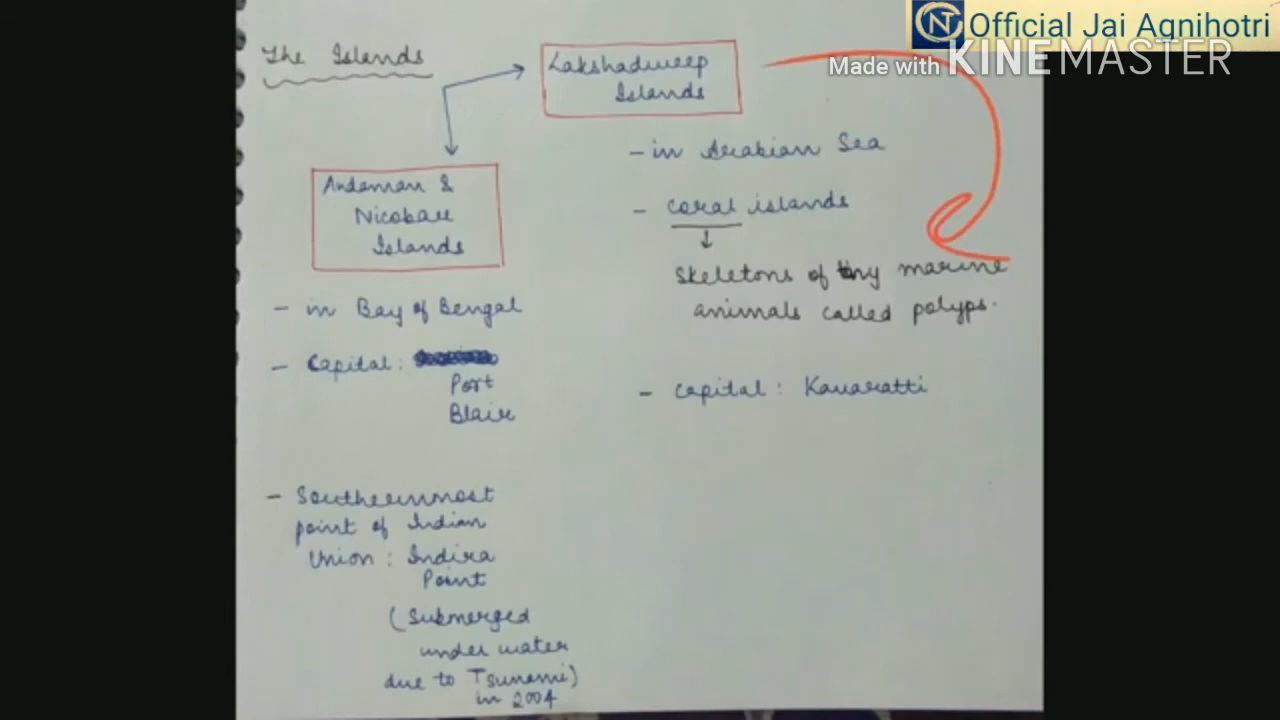 Official Jai Agnihotri
Made with KINEMASTER
The Islands
Lakshadweep
Islands
- in Arabian Sea
- coral islands
↓
skeletons of tiny marine
animals called polyps.
- capital : Kavaratti
Andaman &
Nicobar
Islands
- in Bay of Bengal
- Capital :
Port
Blair
- Southernmost
point of Indian
Union : Indira
Point
(Submerged
under water
due to Tsunami)
in 2004